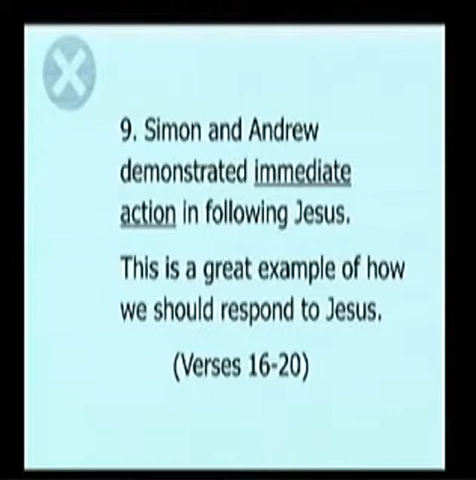 9. Simon and Andrew
demonstrated immediate
action in following Jesus.
This is a great example of how
we should respond to Jesus.
(Verses 16-20)